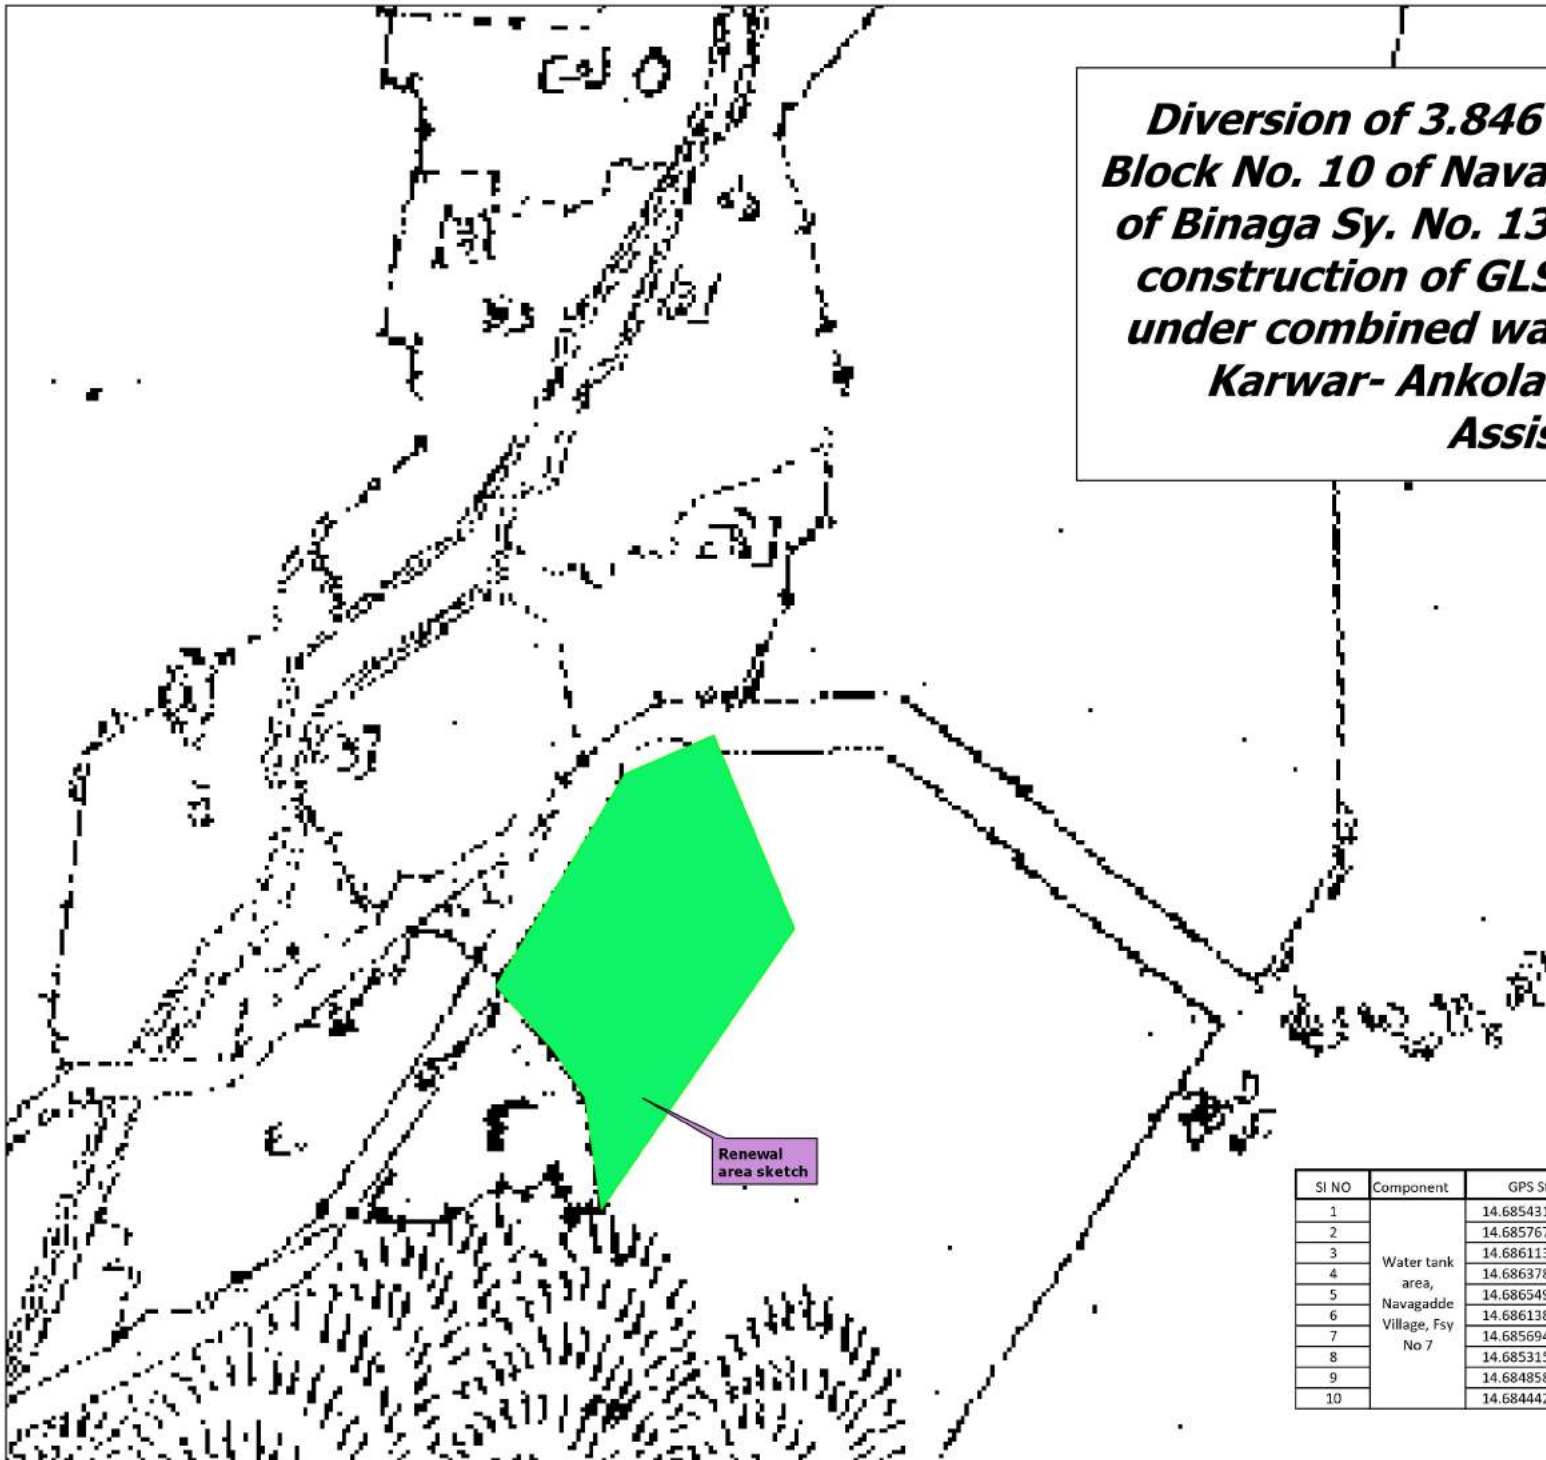 Diversion of 3.846
Block No. 10 of Nava
of Binaga Sy. No. 13
construction of GLS
under combined wa
Karwar- Ankola
Assis
Renewal
area sketch
SI NO Component GPS S
1 14.685431
2 14.685767
3 14.686113
4 14.686378
5 14.686549
6 14.686138
7 14.685694
8 14.685315
9 14.684858
10 14.684442
Water tank
area,
Navagadde
Village, Fsy
No 7